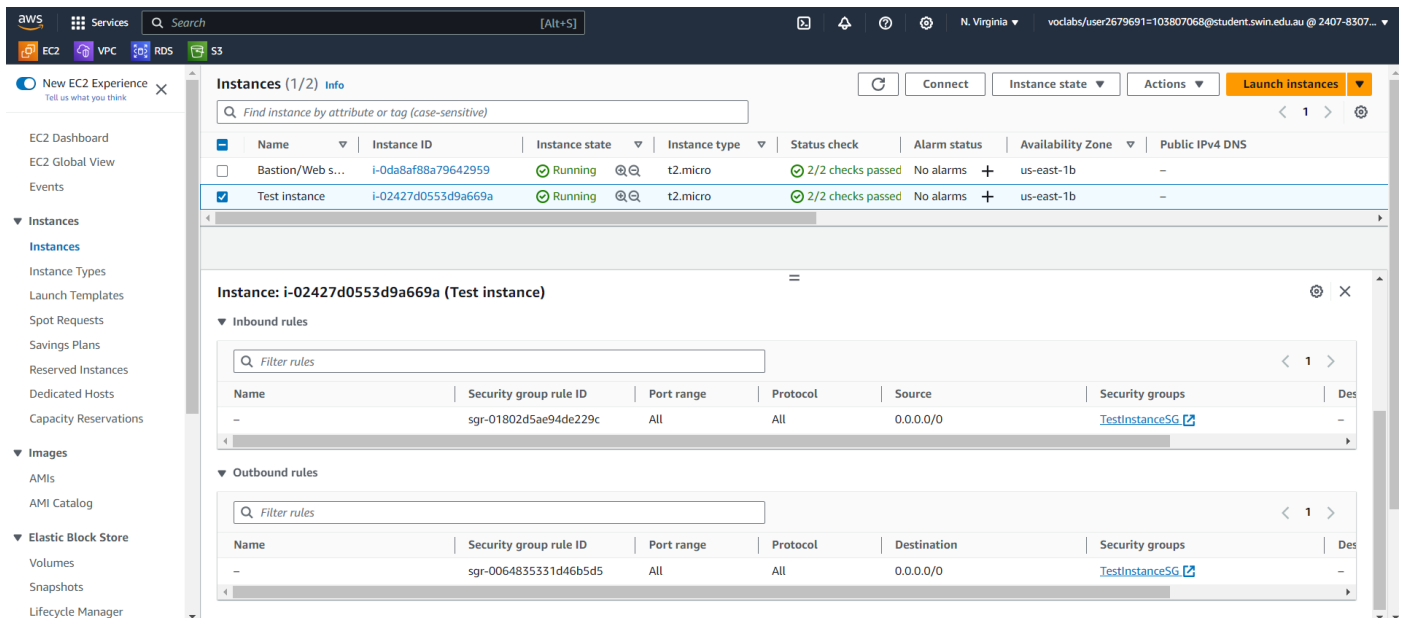 aws Services Search [Alt+S] N. Virginia voclabs/user2679691=103807068@student.swin.edu.au @ 2407-8307...
EC2 VPC RDS S3
New EC2 Experience
Tell us what you think
EC2 Dashboard
EC2 Global View
Events
Instances
Instances
Instance Types
Launch Templates
Spot Requests
Savings Plans
Reserved Instances
Dedicated Hosts
Capacity Reservations
Images
AMIs
AMI Catalog
Elastic Block Store
Volumes
Snapshots
Lifecycle Manager
Instances (1/2) Info Connect Instance state Actions Launch instances
Find instance by attribute or tag (case-sensitive) 1
Name Instance ID Instance state Instance type Status check Alarm status Availability Zone Public IPv4 DNS
Bastion/Web s... i-0da8af88a79642959 Running t2.micro 2/2 checks passed No alarms + us-east-1b –
Test instance i-02427d0553d9a669a Running t2.micro 2/2 checks passed No alarms + us-east-1b –
Instance: i-02427d0553d9a669a (Test instance)
Inbound rules
Filter rules 1
Name Security group rule ID Port range Protocol Source Security groups Des
– sgr-01802d5ae94de229c All All 0.0.0.0/0 TestInstanceSG –
Outbound rules
Filter rules 1
Name Security group rule ID Port range Protocol Destination Security groups Des
– sgr-0064835331d46b5d5 All All 0.0.0.0/0 TestInstanceSG –